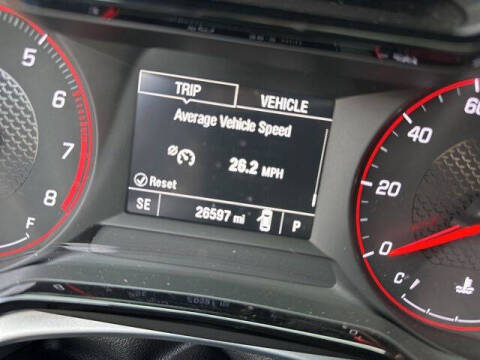 TRIP
VEHICLE
Average Vehicle Speed
26.2 MPH
Reset
SE
26597 mi
P
5
6
7
8
F
60
40
20
0
C